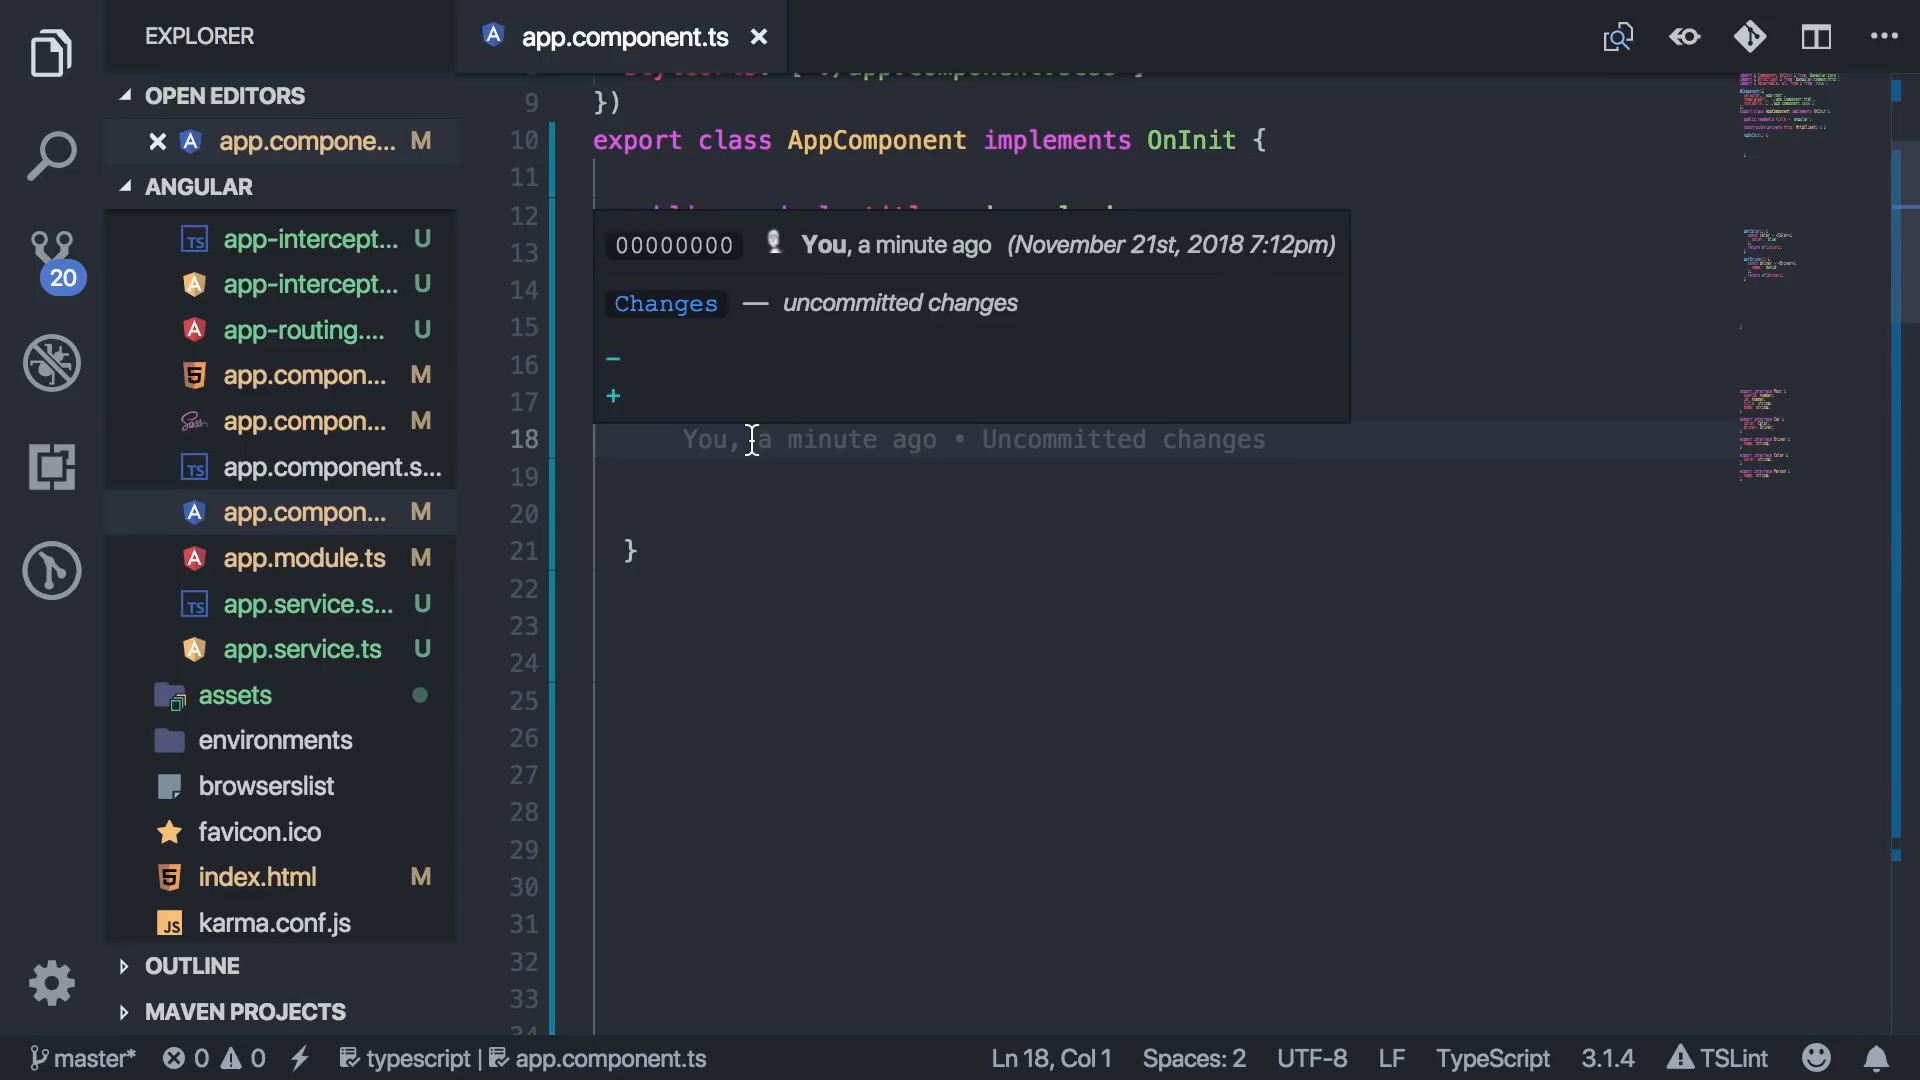 EXPLORER
app.component.ts
OPEN EDITORS
app.compone... M
ANGULAR
app-intercept... U
app-intercept... U
app-routing.... U
app.compon... M
app.compon... M
app.component.s...
app.compon... M
app.module.ts M
app.service.s... U
app.service.ts U
assets
environments
browserslist
favicon.ico
index.html M
karma.conf.js
OUTLINE
MAVEN PROJECTS
20
9 })
10 export class AppComponent implements OnInit {
11
12
13
14
15
16
17
00000000 You, a minute ago (November 21st, 2018 7:12pm)
Changes — uncommitted changes
−
+
18 You, a minute ago • Uncommitted changes
19
20
21 }
22
23
24
25
26
27
28
29
30
31
32
33
34
master* 0 0 typescript | app.component.ts Ln 18, Col 1 Spaces: 2 UTF-8 LF TypeScript 3.1.4 TSLint